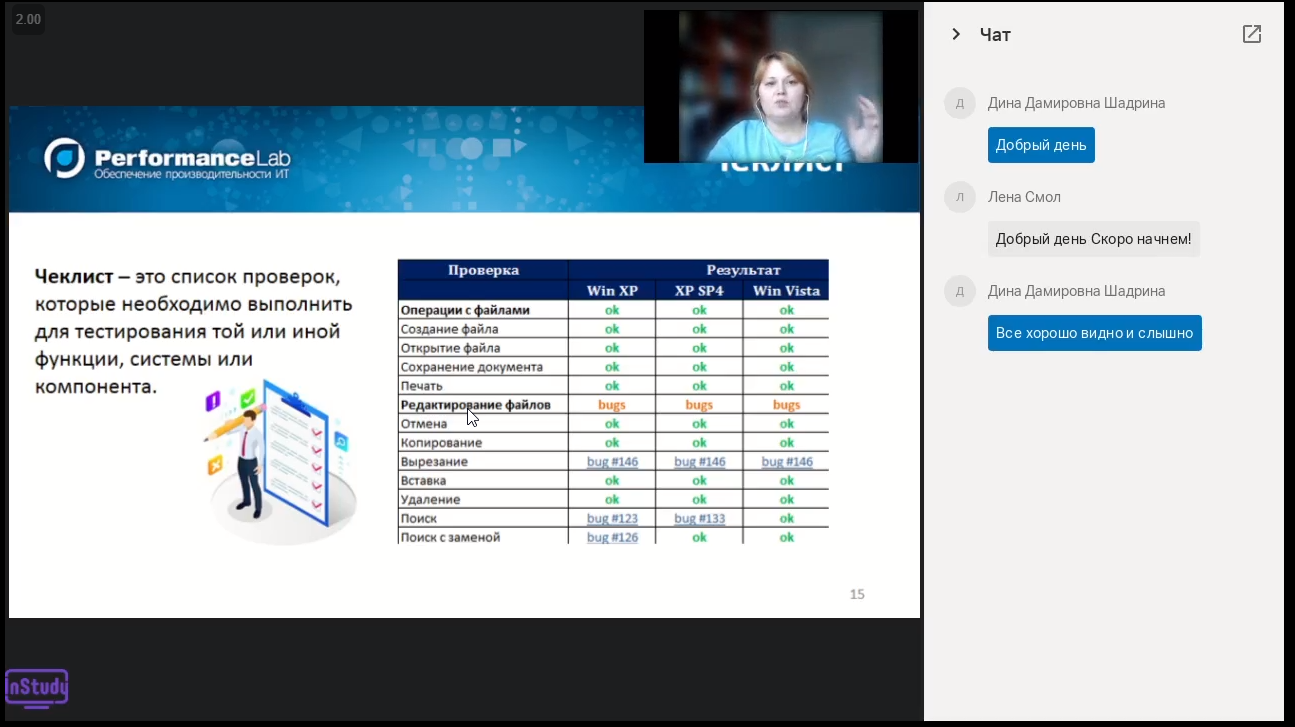 2.00
PerformanceLab
Обеспечение производительности ИТ
Чеклист – это список проверок,
которые необходимо выполнить
для тестирования той или иной
функции, системы или
компонента.
Проверка Результат
Win XP XP SP4 Win Vista
Операции с файлами ok ok ok
Создание файла ok ok ok
Открытие файла ok ok ok
Сохранение документа ok ok ok
Печать ok ok ok
Редактирование файлов bugs bugs bugs
Отмена ok ok ok
Копирование ok ok ok
Вырезание bug #146 bug #146 bug #146
Вставка ok ok ok
Удаление ok ok ok
Поиск bug #123 bug #133 ok
Поиск с заменой bug #126 ok ok
15
InStudy
Чат
Д Дина Дамировна Шадрина
Добрый день
Л Лена Смол
Добрый день Скоро начнем!
Д Дина Дамировна Шадрина
Все хорошо видно и слышно